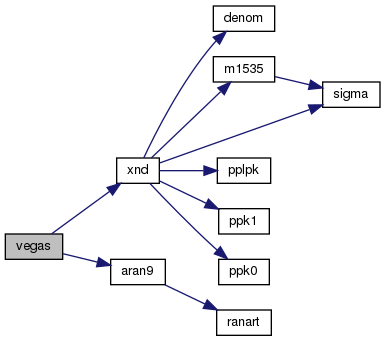 denom
m1535
sigma
xnd
pplpk
ppk1
vegas
aran9
ppk0
ranart